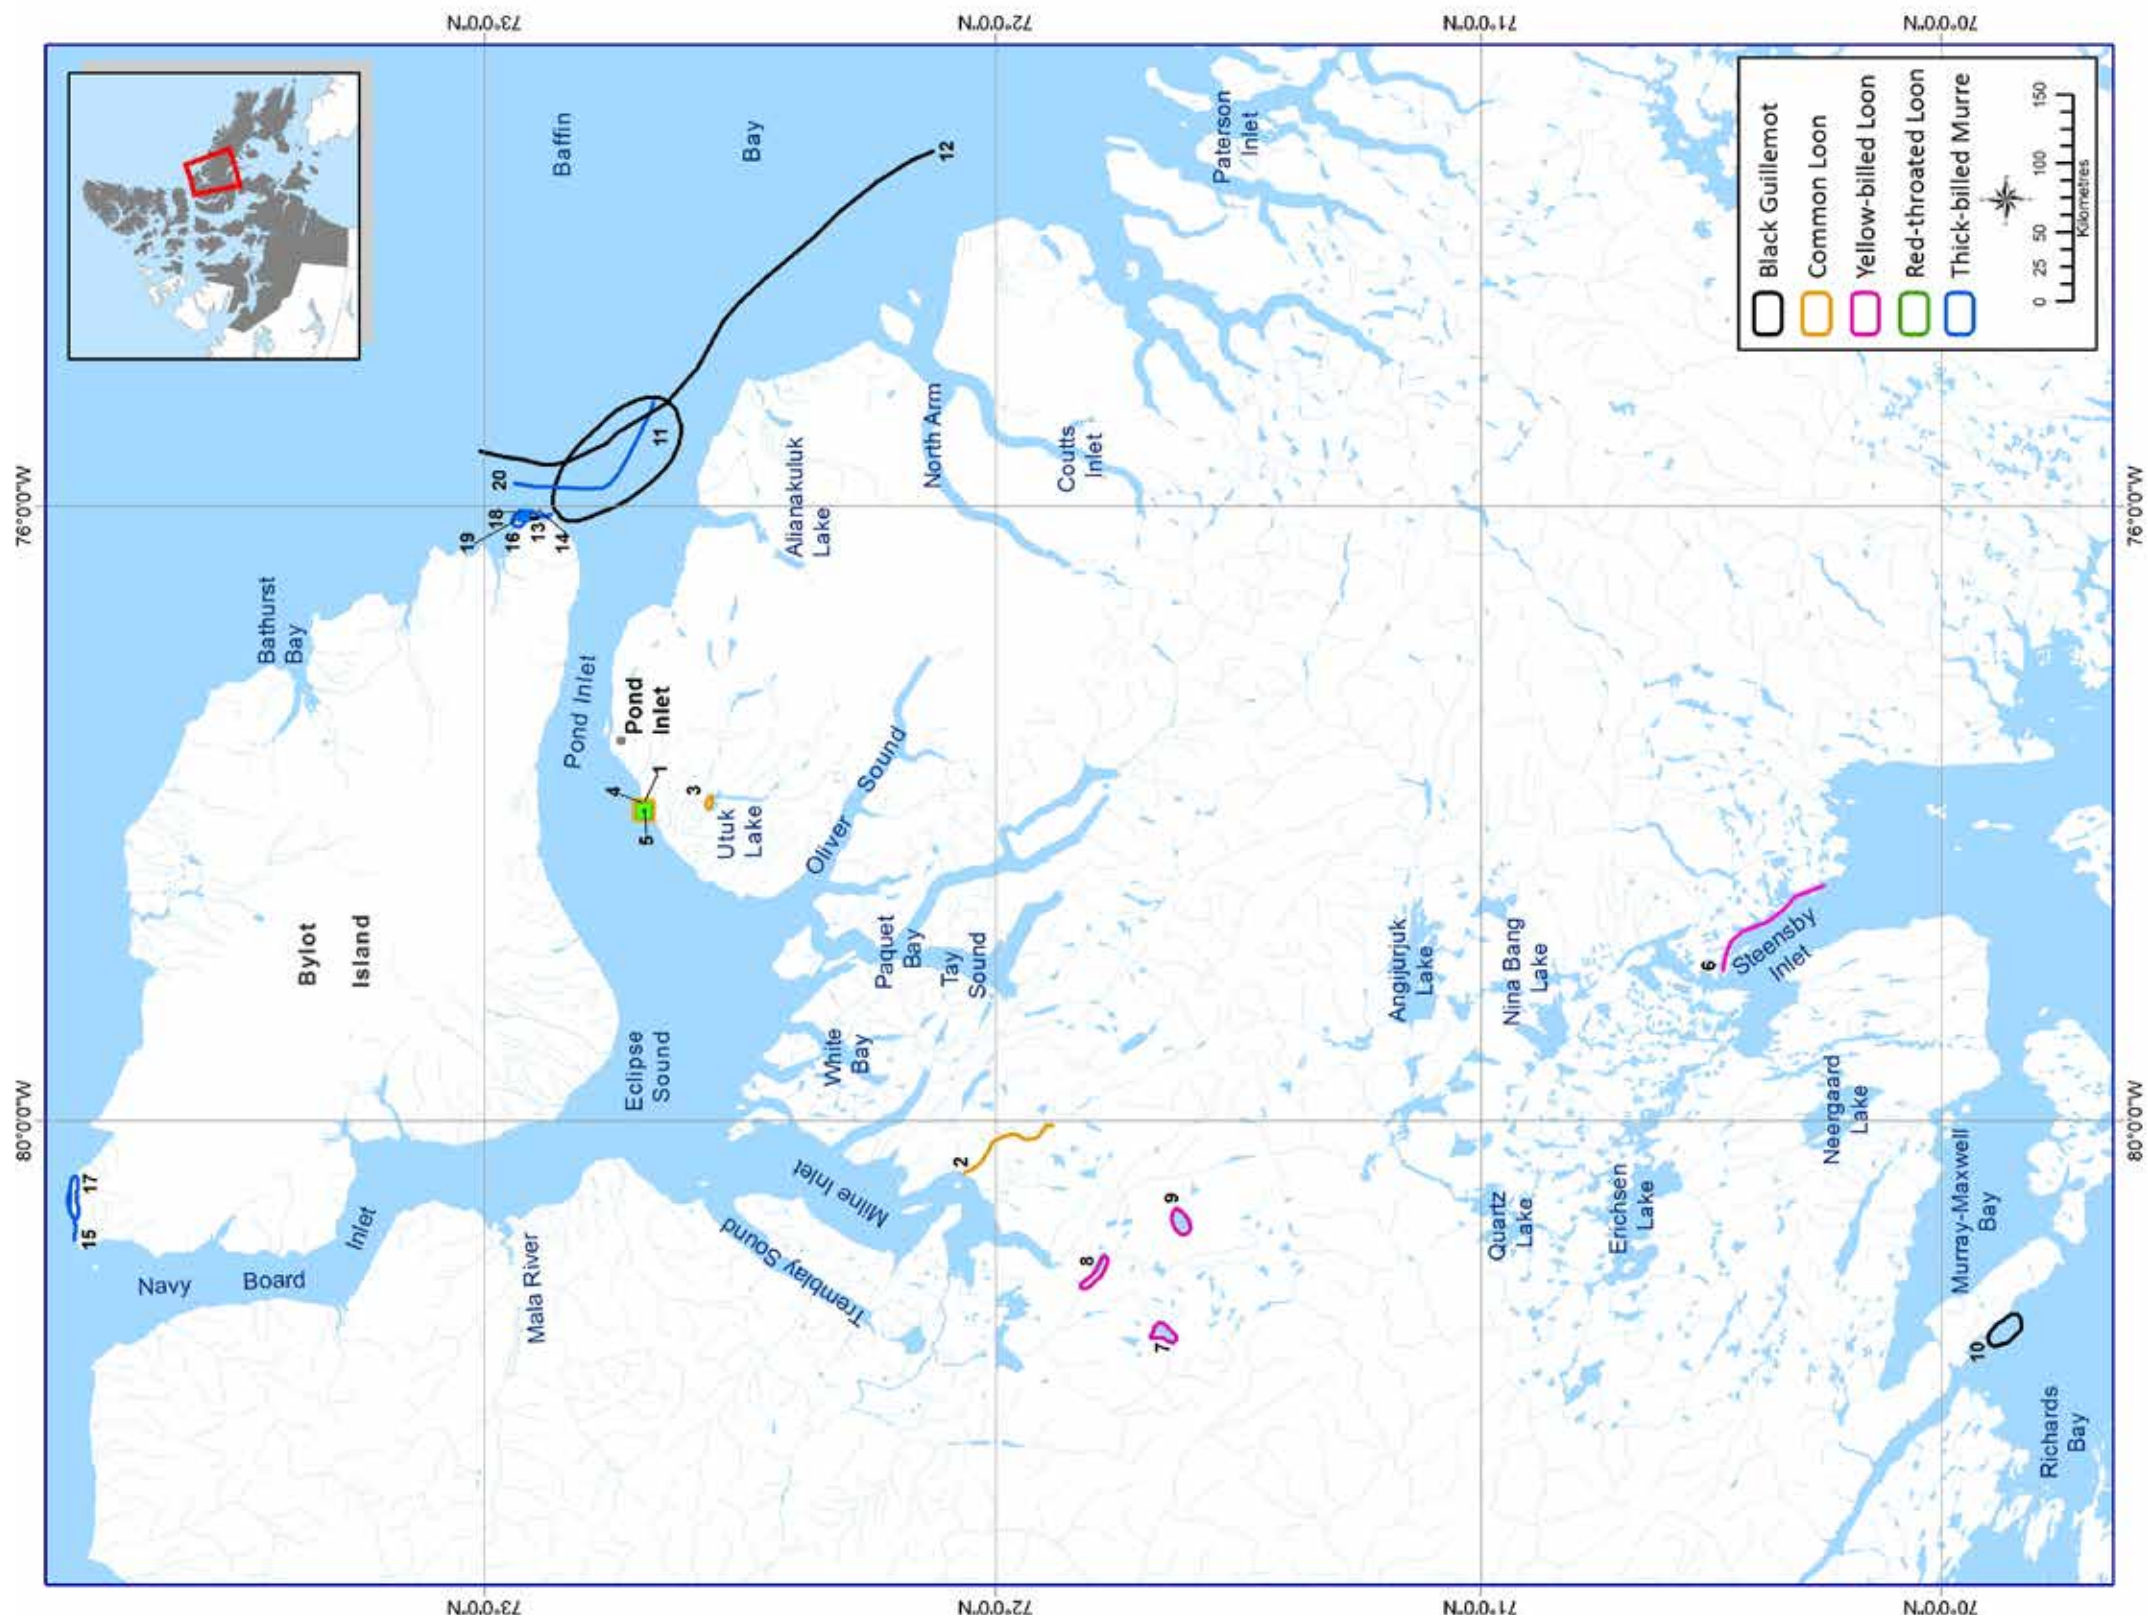 73°0'0"N
72°0'0"N
71°0'0"N
70°0'0"N
76°0'0"W
80°0'0"W
Baffin
Bay
Paterson
Inlet
12
11
20
19
18
16
13
14
Bathurst
Bay
Alianakuluk
Lake
North Arm
Coutts
Inlet
Pond Inlet
Pond
Inlet
4
1
5
3
Utuk
Lake
Oliver Sound
Bylot
Island
Paquet
Bay
Tay
Sound
White
Bay
Eclipse
Sound
Angijurjuk
Lake
Nina Bang
Lake
6
Steensby
Inlet
17
15
Navy
Board
Inlet
Mala River
Milne Inlet
Tremblay Sound
2
9
8
7
Quartz
Lake
Erichsen
Lake
Neergaard
Lake
Murray-Maxwell
Bay
10
Richards
Bay
Black Guillemot
Common Loon
Yellow-billed Loon
Red-throated Loon
Thick-billed Murre
0 25 50 100 150
Kilometres
73°0'0"N
72°0'0"N
71°0'0"N
70°0'0"N
76°0'0"W
80°0'0"W